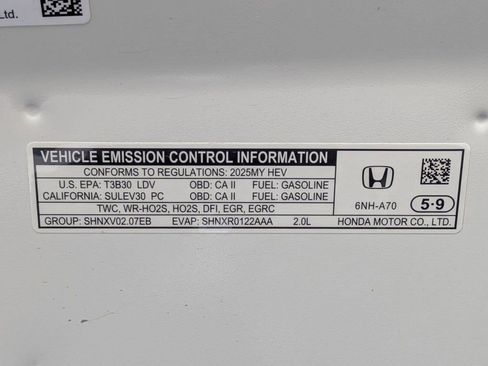 Ltd.
VEHICLE EMISSION CONTROL INFORMATION
CONFORMS TO REGULATIONS: 2025MY HEV
U.S. EPA: T3B30 LDV OBD: CA II FUEL: GASOLINE
CALIFORNIA: SULEV30 PC OBD: CA II FUEL: GASOLINE
TWC, WR-HO2S, HO2S, DFI, EGR, EGRC
GROUP: SHNXV02.07EB EVAP: SHNXR0122AAA 2.0L
6NH-A70 5·9
HONDA MOTOR CO., LTD.